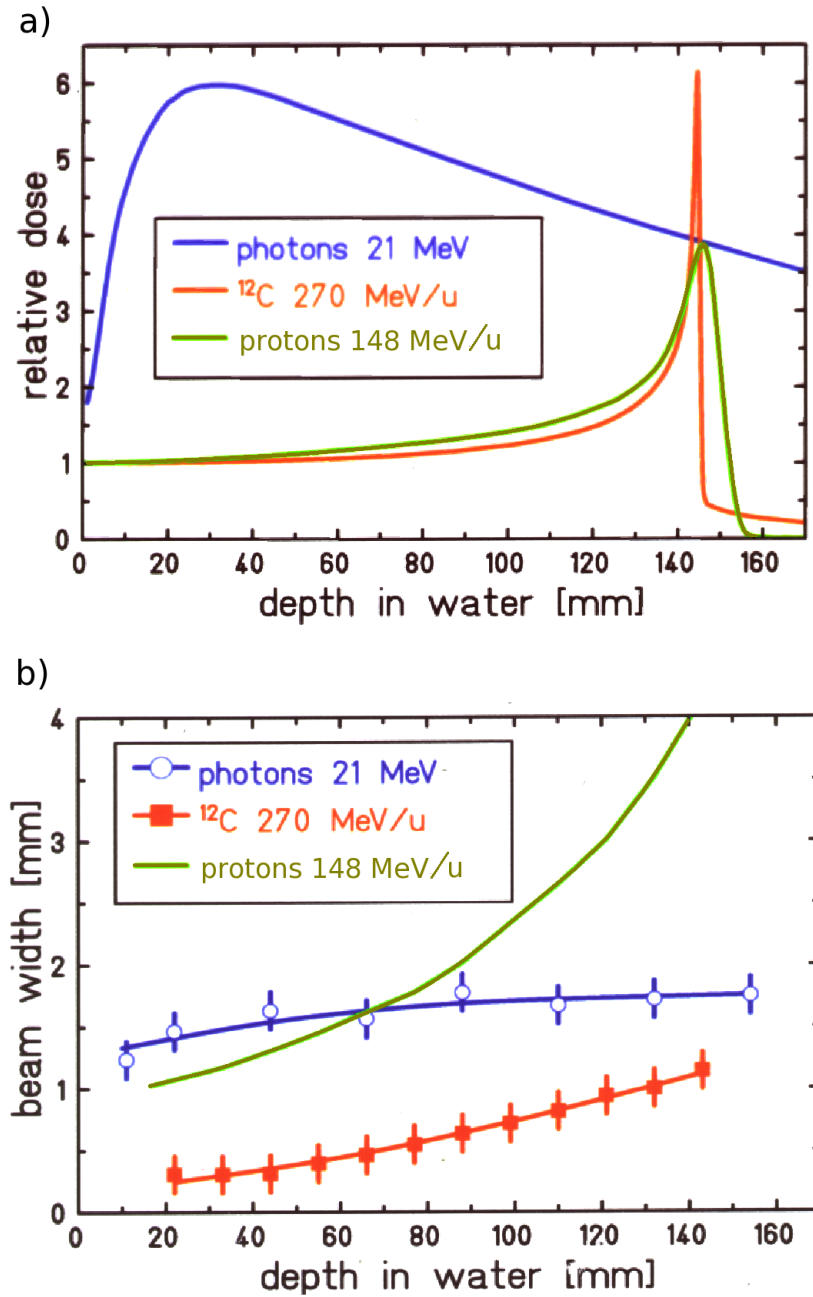 a)
6
5
4
3
2
1
0
relative dose
photons 21 MeV
¹²C 270 MeV/u
protons 148 MeV/u
0 20 40 60 80 100 120 140 160
depth in water [mm]
b)
4
3
2
1
0
beam width [mm]
photons 21 MeV
¹²C 270 MeV/u
protons 148 MeV/u
20 40 60 80 100 120 140 160
depth in water [mm]